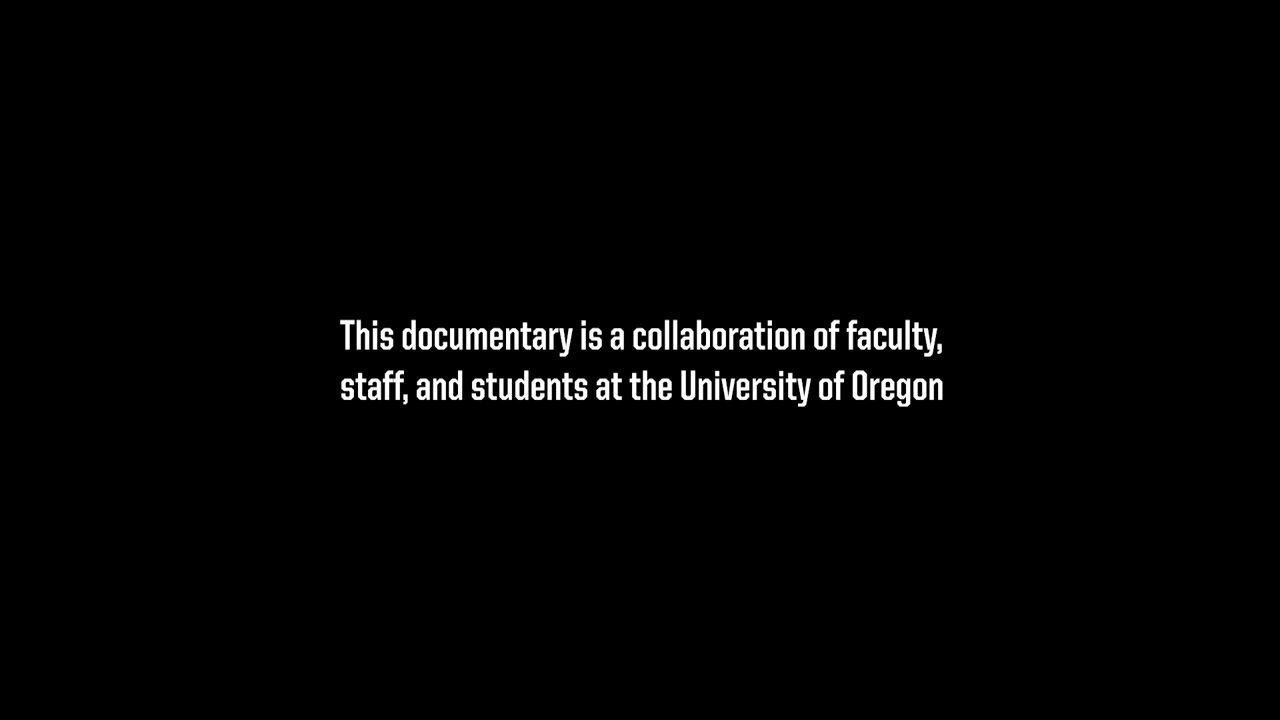 This documentary is a collaboration of faculty,
staff, and students at the University of Oregon